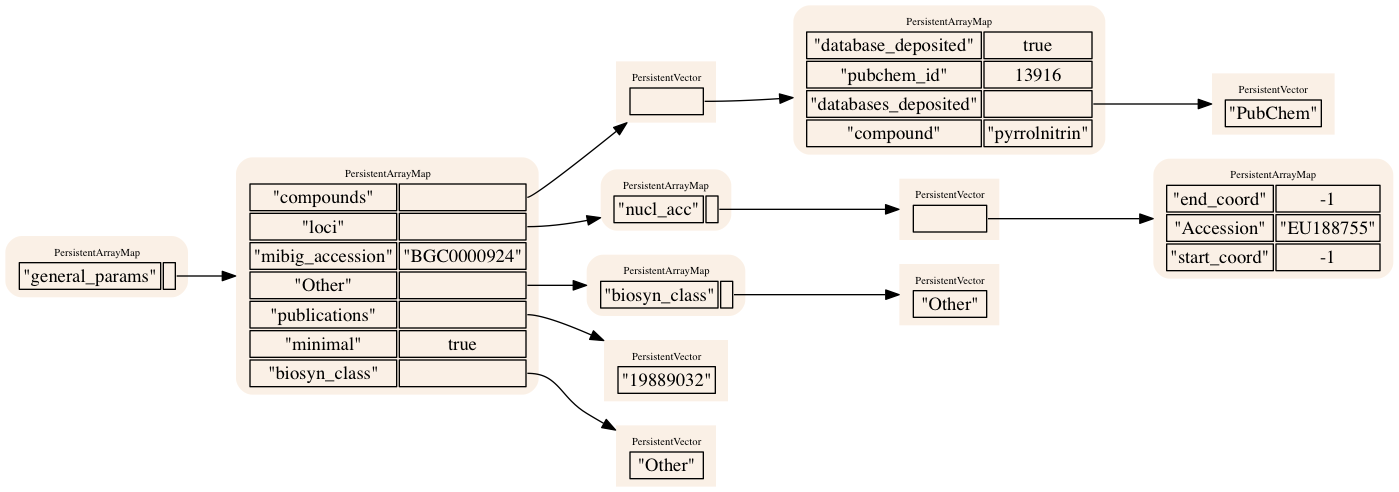 PersistentArrayMap
"general_params"
PersistentArrayMap
"compounds"
"loci"
"mibig_accession" "BGC0000924"
"Other"
"publications"
"minimal" true
"biosyn_class"
PersistentVector
PersistentArrayMap
"nucl_acc"
PersistentArrayMap
"biosyn_class"
PersistentVector
"19889032"
PersistentVector
"Other"
PersistentArrayMap
"database_deposited" true
"pubchem_id" 13916
"databases_deposited"
"compound" "pyrrolnitrin"
PersistentVector
PersistentVector
"Other"
PersistentVector
"PubChem"
PersistentArrayMap
"end_coord" -1
"Accession" "EU188755"
"start_coord" -1